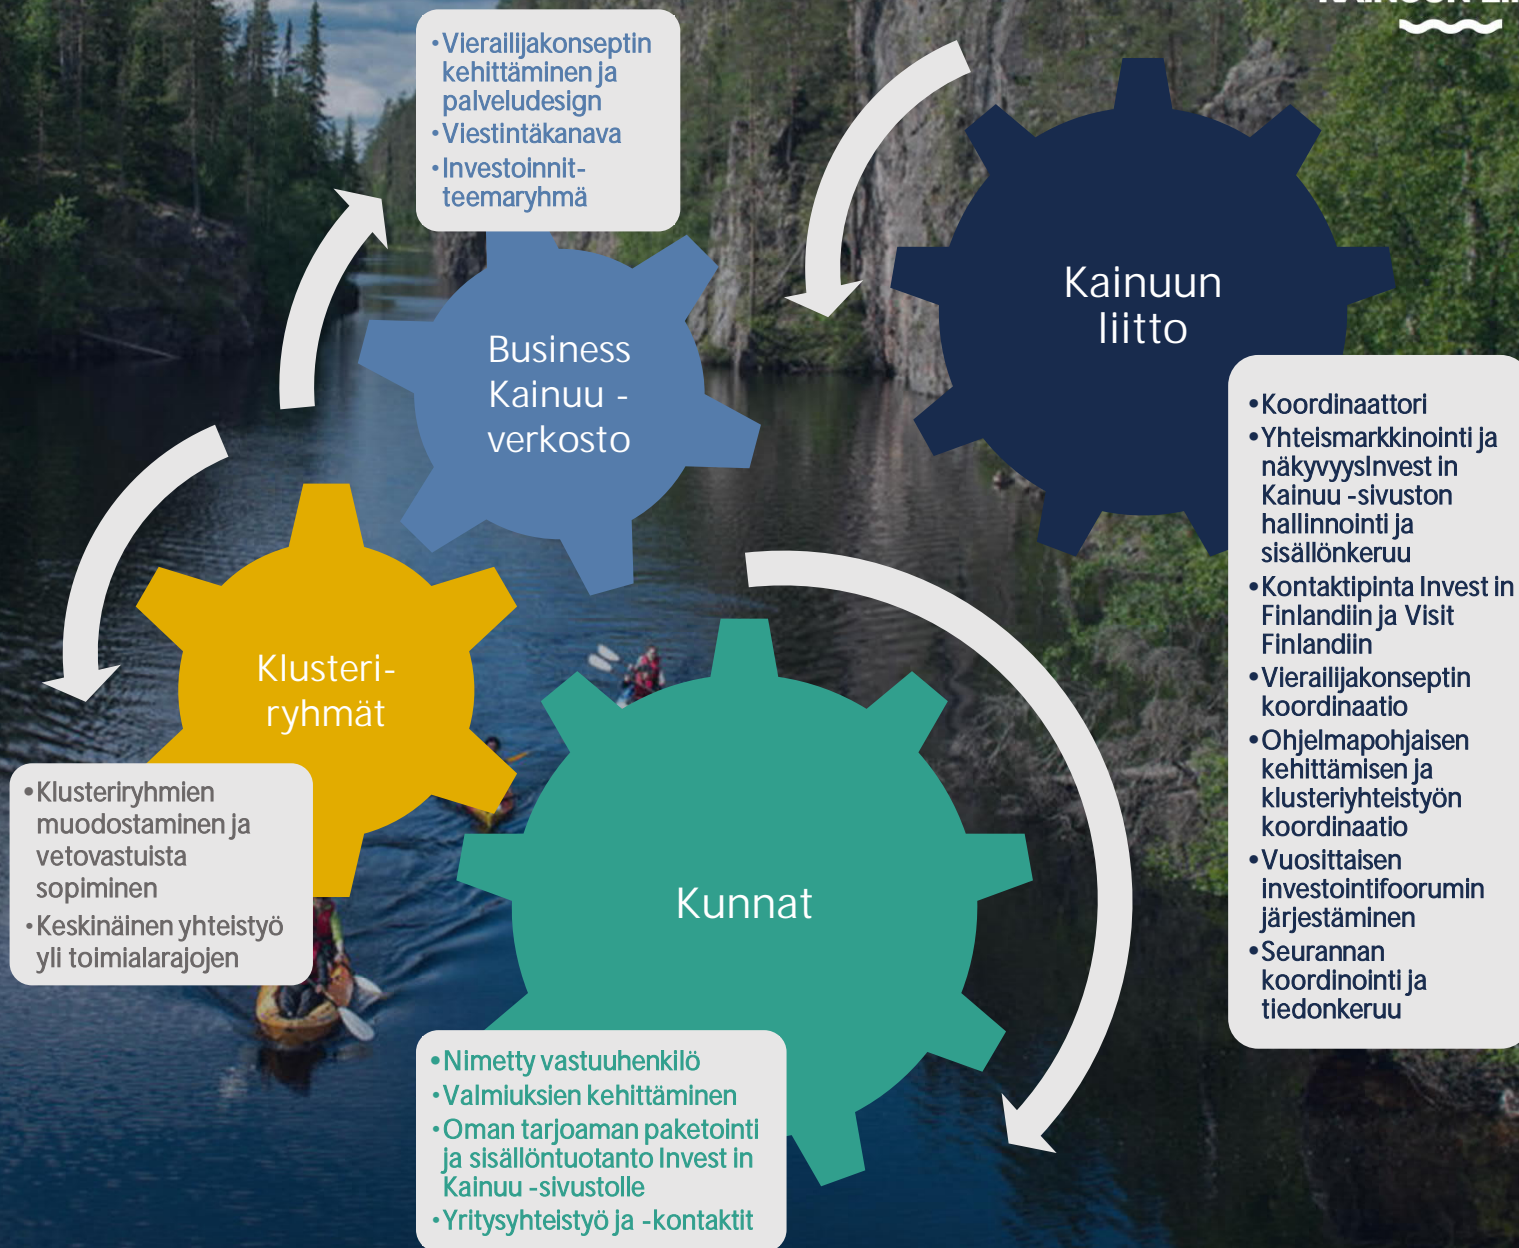 •Vierailijakonseptin
kehittäminen ja
palveludesign
•Viestintäkanava
•Investoinnit-
teemaryhmä
Business
Kainuu -
verkosto
Kainuun
liitto
•Koordinaattori
•Yhteismarkkinointi ja
näkyvyysInvest in
Kainuu -sivuston
hallinnointi ja
sisällönkeruu
•Kontaktipinta Invest in
Finlandiin ja Visit
Finlandiin
•Vierailijakonseptin
koordinaatio
•Ohjelmapohjaisen
kehittämisen ja
klusteriyhteistyön
koordinaatio
•Vuosittaisen
investointifoorumin
järjestäminen
•Seurannan
koordinointi ja
tiedonkeruu
Klusteri-
ryhmät
•Klusteriryhmien
muodostaminen ja
vetovastuista
sopiminen
•Keskinäinen yhteistyö
yli toimialarajojen
Kunnat
•Nimetty vastuuhenkilö
•Valmiuksien kehittäminen
•Oman tarjoaman paketointi
ja sisällöntuotanto Invest in
Kainuu -sivustolle
•Yritysyhteistyö ja -kontaktit